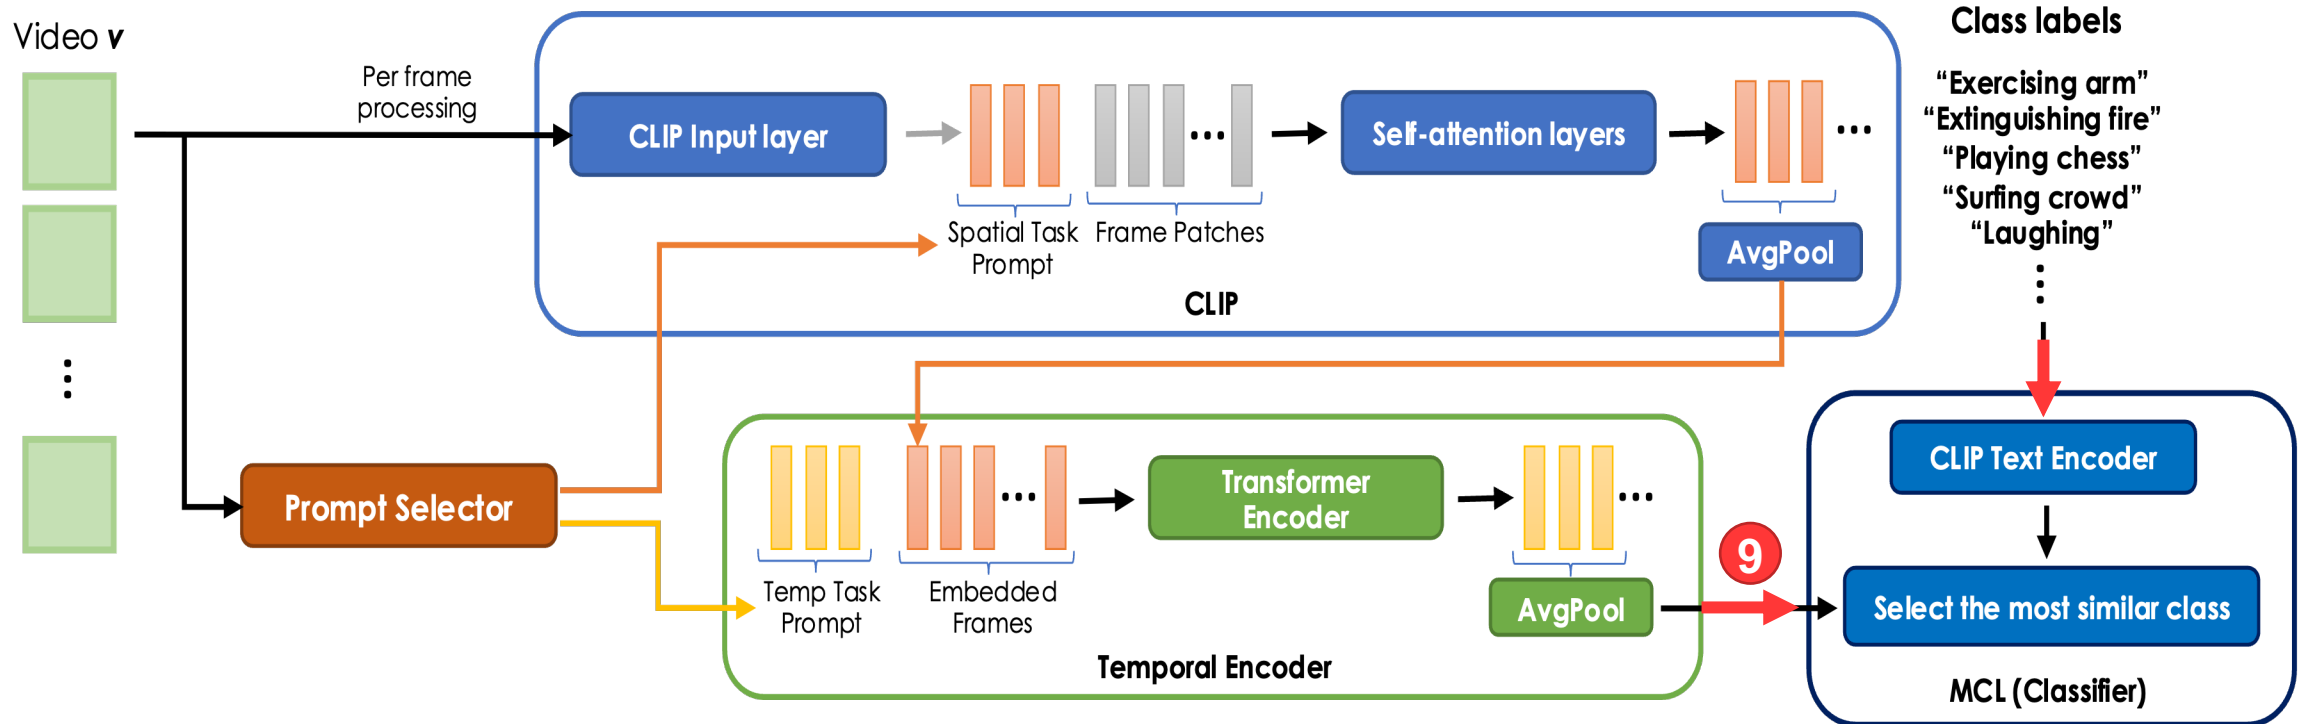 Video v
Per frame
processing
CLIP Input layer
Spatial Task
Prompt
Frame Patches
Self-attention layers
AvgPool
CLIP
Class labels
“Exercising arm”
“Extinguishing fire”
“Playing chess”
“Surfing crowd”
“Laughing”
Prompt Selector
Temp Task
Prompt
Embedded
Frames
Transformer
Encoder
AvgPool
Temporal Encoder
9
CLIP Text Encoder
Select the most similar class
MCL (Classifier)